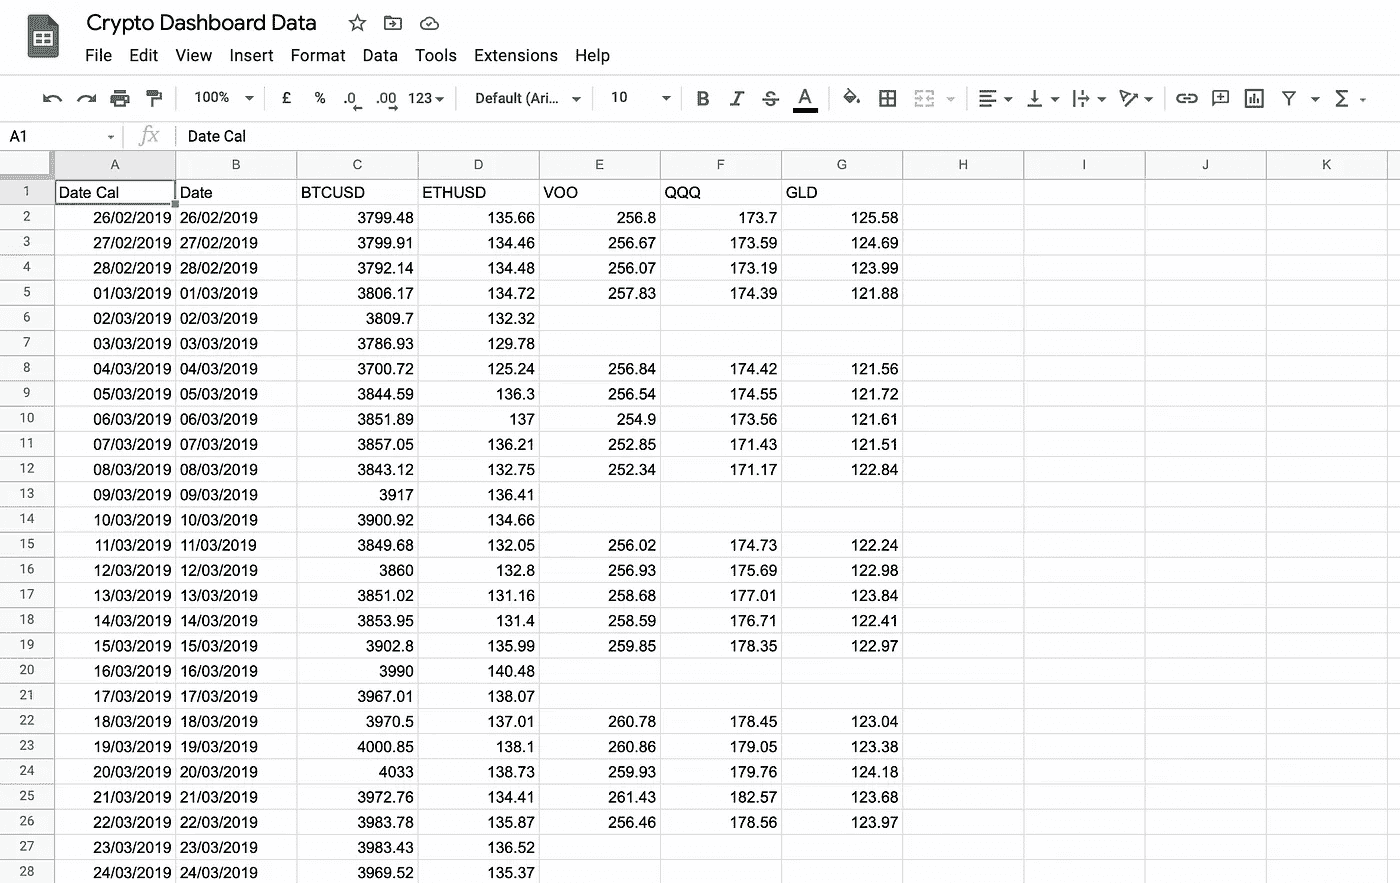 Crypto Dashboard Data
File Edit View Insert Format Data Tools Extensions Help
100% £ % .0 .00 123 Default (Ari... 10 B I S A Σ
A1 fx Date Cal
A B C D E F G H I J K
1 Date Cal Date BTCUSD ETHUSD VOO QQQ GLD
2 26/02/2019 26/02/2019 3799.48 135.66 256.8 173.7 125.58
3 27/02/2019 27/02/2019 3799.91 134.46 256.67 173.59 124.69
4 28/02/2019 28/02/2019 3792.14 134.48 256.07 173.19 123.99
5 01/03/2019 01/03/2019 3806.17 134.72 257.83 174.39 121.88
6 02/03/2019 02/03/2019 3809.7 132.32
7 03/03/2019 03/03/2019 3786.93 129.78
8 04/03/2019 04/03/2019 3700.72 125.24 256.84 174.42 121.56
9 05/03/2019 05/03/2019 3844.59 136.3 256.54 174.55 121.72
10 06/03/2019 06/03/2019 3851.89 137 254.9 173.56 121.61
11 07/03/2019 07/03/2019 3857.05 136.21 252.85 171.43 121.51
12 08/03/2019 08/03/2019 3843.12 132.75 252.34 171.17 122.84
13 09/03/2019 09/03/2019 3917 136.41
14 10/03/2019 10/03/2019 3900.92 134.66
15 11/03/2019 11/03/2019 3849.68 132.05 256.02 174.73 122.24
16 12/03/2019 12/03/2019 3860 132.8 256.93 175.69 122.98
17 13/03/2019 13/03/2019 3851.02 131.16 258.68 177.01 123.84
18 14/03/2019 14/03/2019 3853.95 131.4 258.59 176.71 122.41
19 15/03/2019 15/03/2019 3902.8 135.99 259.85 178.35 122.97
20 16/03/2019 16/03/2019 3990 140.48
21 17/03/2019 17/03/2019 3967.01 138.07
22 18/03/2019 18/03/2019 3970.5 137.01 260.78 178.45 123.04
23 19/03/2019 19/03/2019 4000.85 138.1 260.86 179.05 123.38
24 20/03/2019 20/03/2019 4033 138.73 259.93 179.76 124.18
25 21/03/2019 21/03/2019 3972.76 134.41 261.43 182.57 123.68
26 22/03/2019 22/03/2019 3983.78 135.87 256.46 178.56 123.97
27 23/03/2019 23/03/2019 3983.43 136.52
28 24/03/2019 24/03/2019 3969.52 135.37